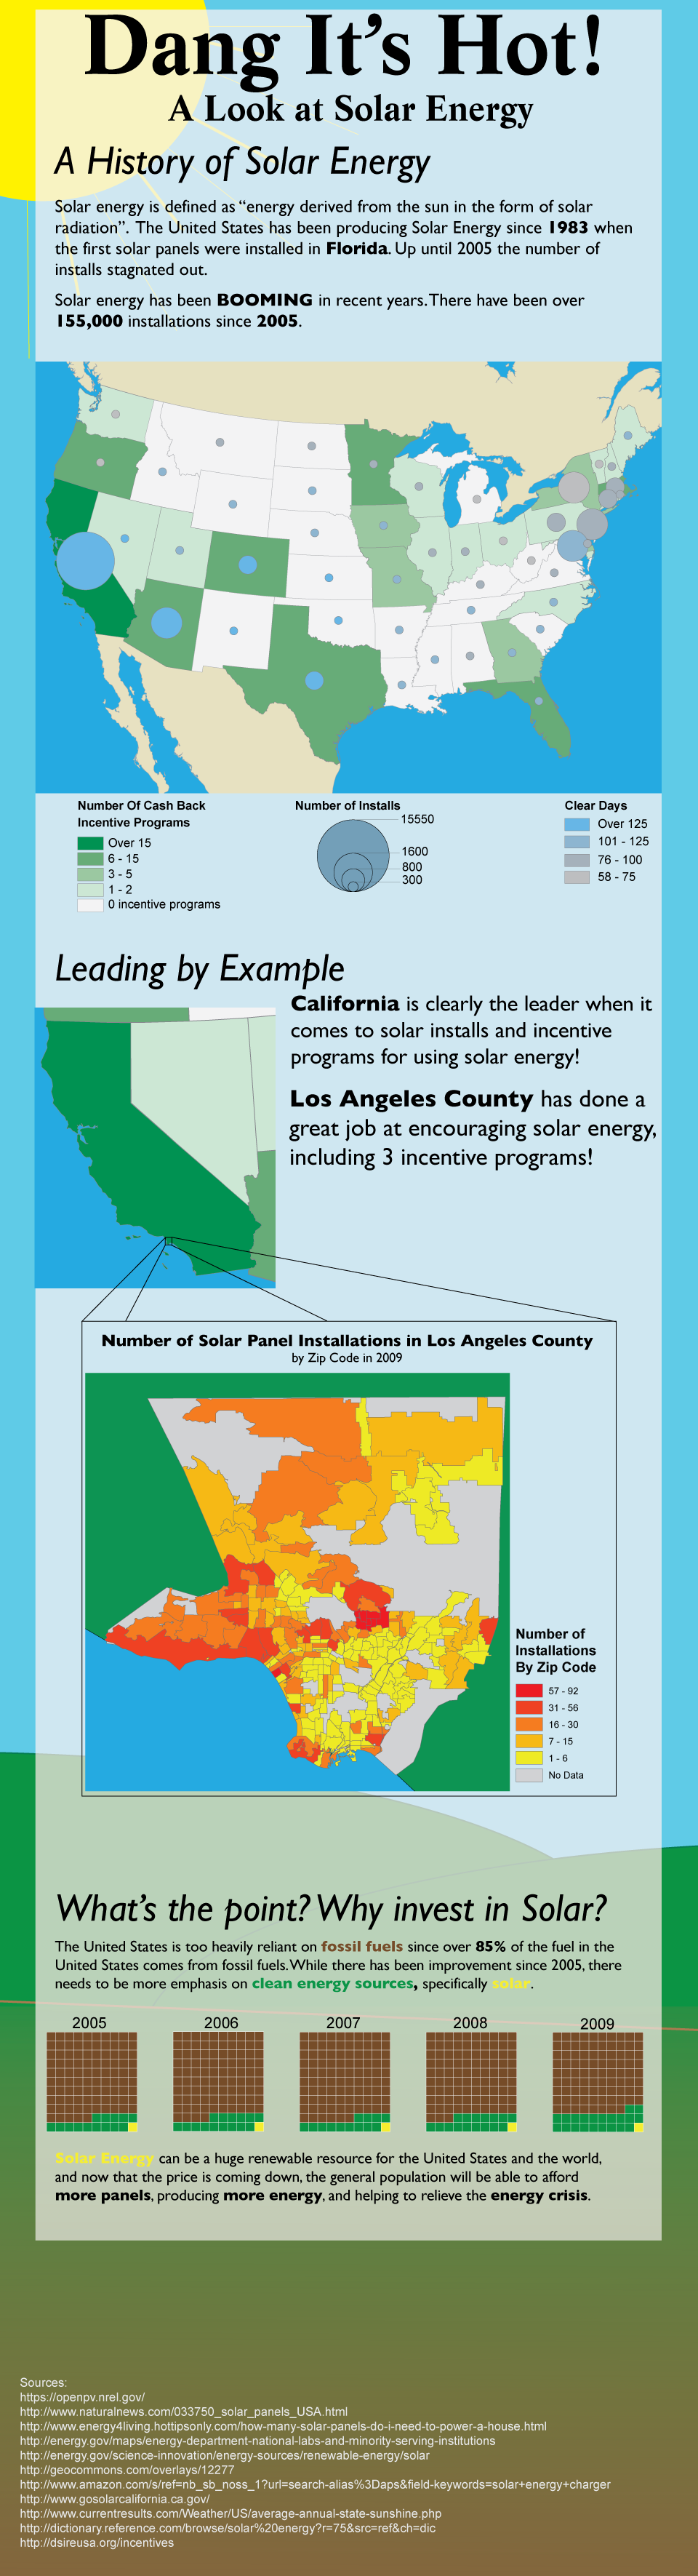 Dang It's Hot!
A Look at Solar Energy
A History of Solar Energy
Solar energy is defined as “energy derived from the sun in the form of solar
radiation”. The United States has been producing Solar Energy since 1983 when
the first solar panels were installed in Florida. Up until 2005 the number of
installs stagnated out.
Solar energy has been BOOMING in recent years. There have been over
155,000 installations since 2005.
Number Of Cash Back
Incentive Programs
Over 15
6 - 15
3 - 5
1 - 2
0 incentive programs
Number of Installs
15550
1600
800
300
Clear Days
Over 125
101 - 125
76 - 100
58 - 75
Leading by Example
California is clearly the leader when it
comes to solar installs and incentive
programs for using solar energy!
Los Angeles County has done a
great job at encouraging solar energy,
including 3 incentive programs!
Number of Solar Panel Installations in Los Angeles County
by Zip Code in 2009
Number of
Installations
By Zip Code
57 - 92
31 - 56
16 - 30
7 - 15
1 - 6
No Data
What's the point? Why invest in Solar?
The United States is too heavily reliant on fossil fuels since over 85% of the fuel in the
United States comes from fossil fuels. While there has been improvement since 2005, there
needs to be more emphasis on clean energy sources, specifically solar.
2005
2006
2007
2008
2009
Solar Energy can be a huge renewable resource for the United States and the world,
and now that the price is coming down, the general population will be able to afford
more panels, producing more energy, and helping to relieve the energy crisis.
Sources:
https://openpv.nrel.gov/
http://www.naturalnews.com/033750_solar_panels_USA.html
http://www.energy4living.hottipsonly.com/how-many-solar-panels-do-i-need-to-power-a-house.html
http://energy.gov/maps/energy-department-national-labs-and-minority-serving-institutions
http://energy.gov/science-innovation/energy-sources/renewable-energy/solar
http://geocommons.com/overlays/12277
http://www.amazon.com/s/ref=nb_sb_noss_1?url=search-alias%3Daps&field-keywords=solar+energy+charger
http://www.gosolarcalifornia.ca.gov/
http://www.currentresults.com/Weather/US/average-annual-state-sunshine.php
http://dictionary.reference.com/browse/solar%20energy?r=75&src=ref&ch=dic
http://dsireusa.org/incentives